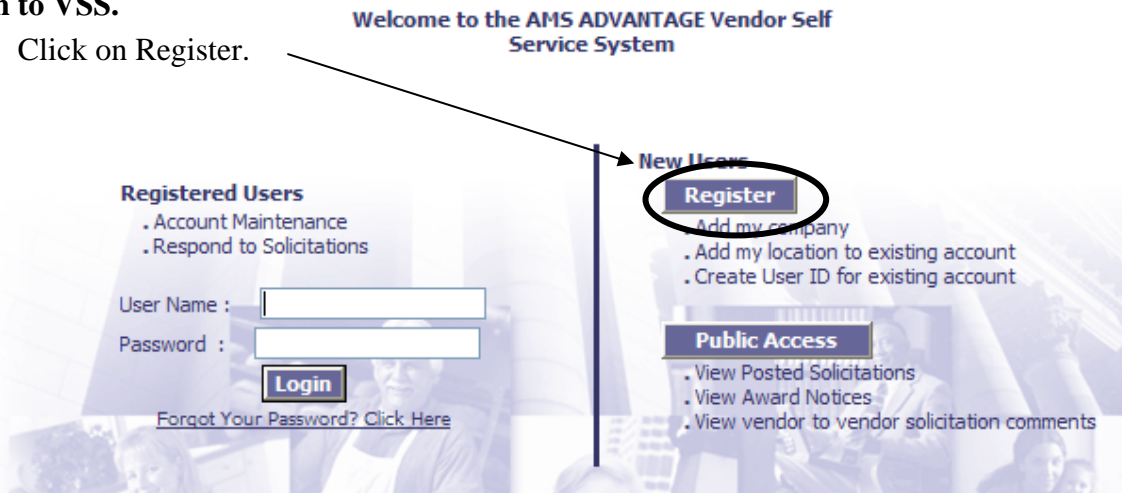 n to VSS.
Click on Register.
Welcome to the AMS ADVANTAGE Vendor Self
Service System
Registered Users
. Account Maintenance
. Respond to Solicitations
User Name :
Password :
Login
Forgot Your Password? Click Here
New Users
Register
. Add my company
. Add my location to existing account
. Create User ID for existing account
Public Access
. View Posted Solicitations
. View Award Notices
. View vendor to vendor solicitation comments